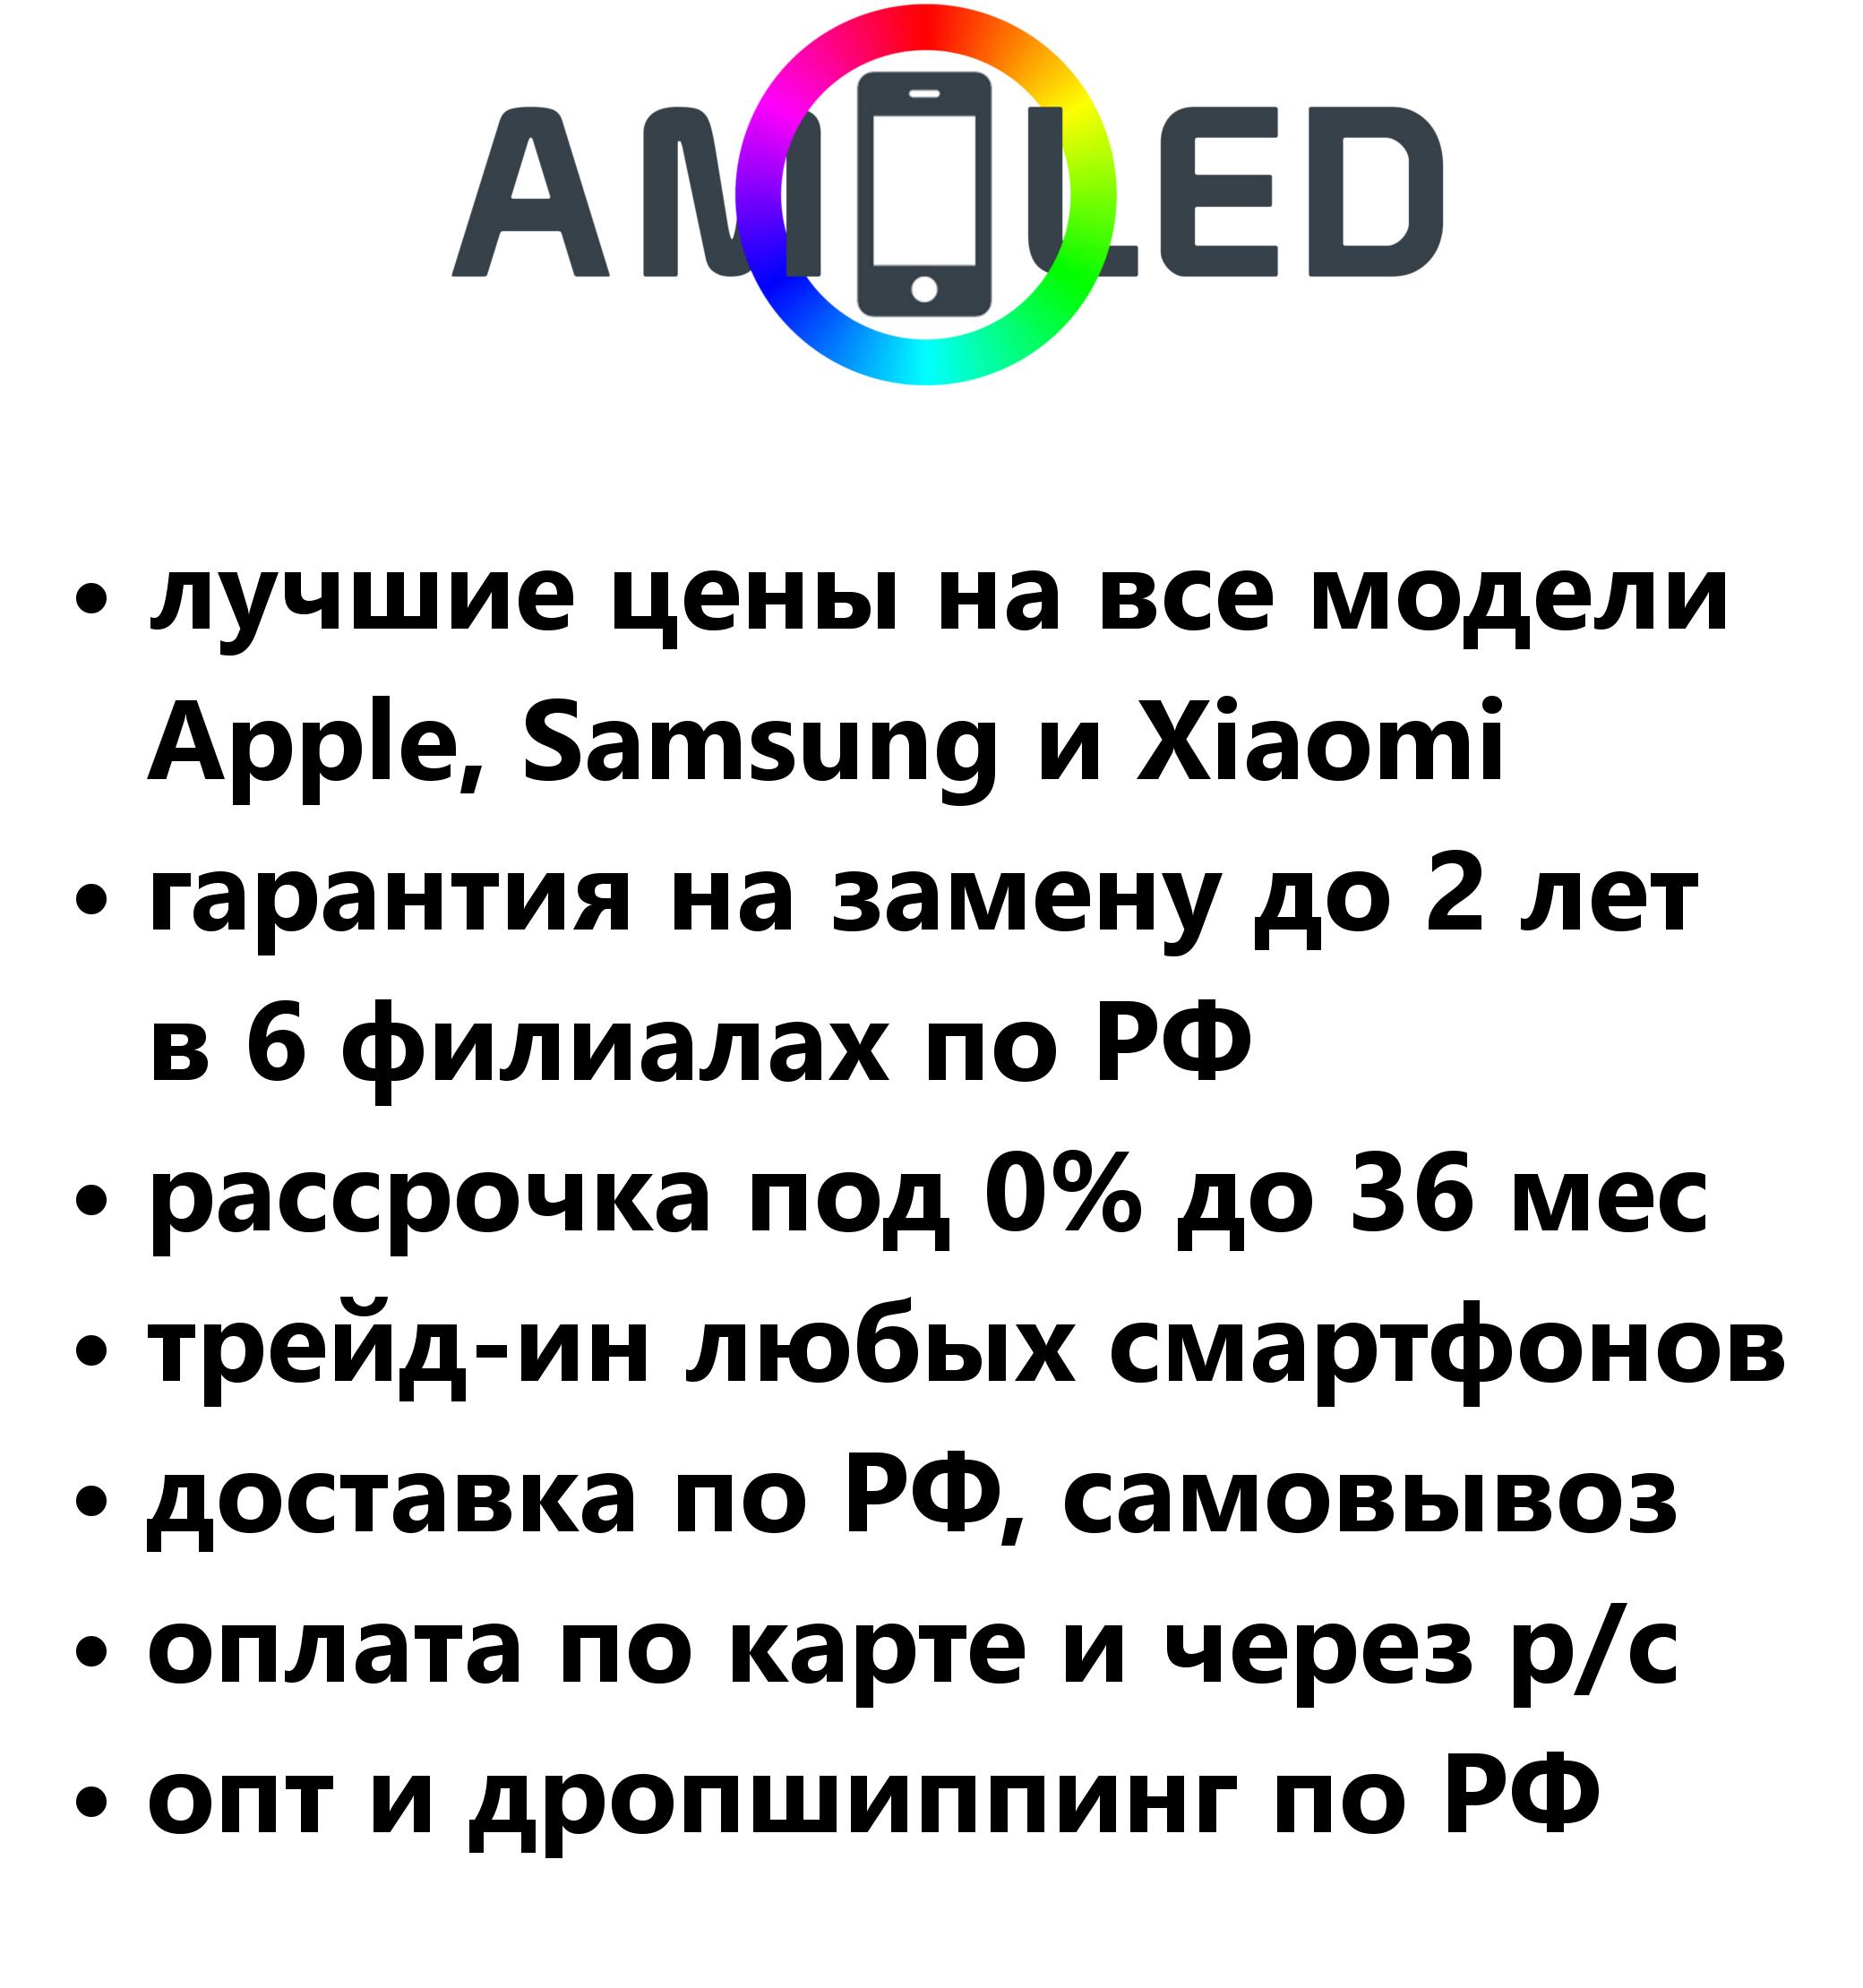 AMOLED
• лучшие цены на все модели
Apple, Samsung и Xiaomi
• гарантия на замену до 2 лет
в 6 филиалах по РФ
• рассрочка под 0% до 36 мес
• трейд-ин любых смартфонов
• доставка по РФ, самовывоз
• оплата по карте и через р/с
• опт и дропшиппинг по РФ